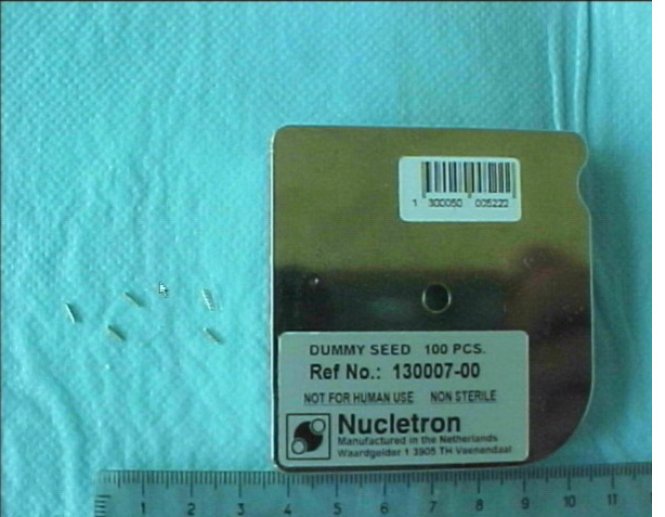 1 300050 005220
DUMMY SEED 100 PCS.
Ref No.: 130007-00
NOT FOR HUMAN USE NON STERILE
Nucletron
Manufactured in the Netherlands
Waardgelder 1 3905 TH Veenendaal
1 2 3 4 5 6 7 8 9 10 11